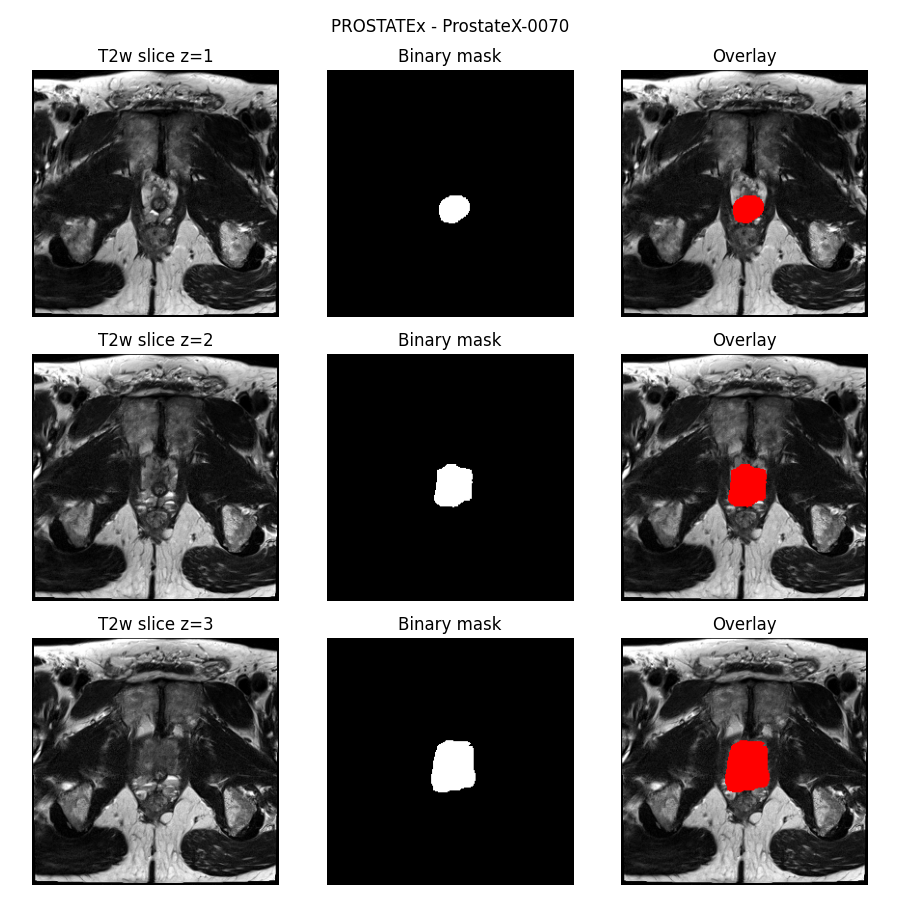 PROSTATEx - ProstateX-0070
T2w slice z=1
Binary mask
Overlay
T2w slice z=2
Binary mask
Overlay
T2w slice z=3
Binary mask
Overlay